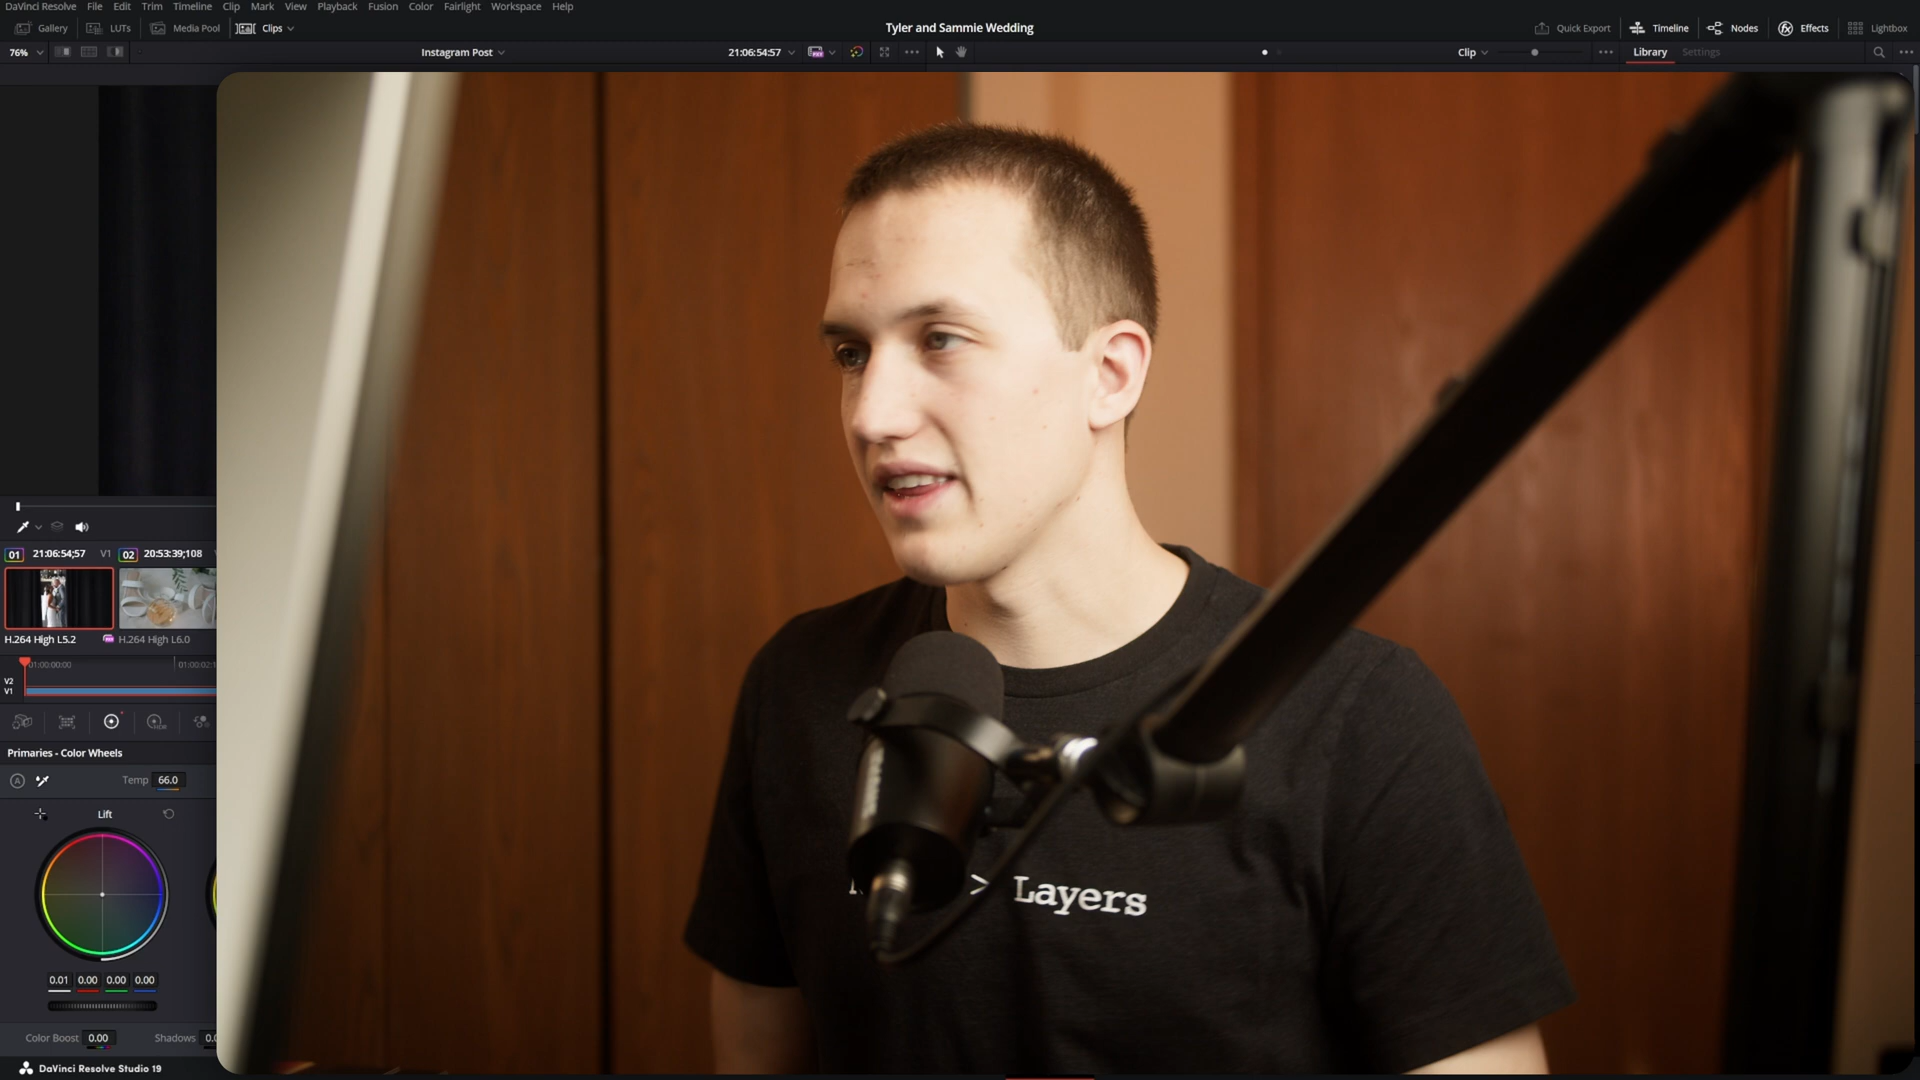 DaVinci Resolve File Edit Trim Timeline Clip Mark View Playback Fusion Color Fairlight Workspace Help
Gallery LUTs Media Pool Clips Tyler and Sammie Wedding Quick Export Timeline Nodes Effects Lightbox
76% Instagram Post 21:06:54:57 Clip Library Settings
01 21:06:54;57 V1 02 20:53:39;108
H.264 High L5.2 H.264 High L6.0
01:00:00:00
V2
V1
Primaries - Color Wheels
A Temp 66.0
Lift
> Layers
0.01 0.00 0.00 0.00
Color Boost 0.00 Shadows
DaVinci Resolve Studio 19